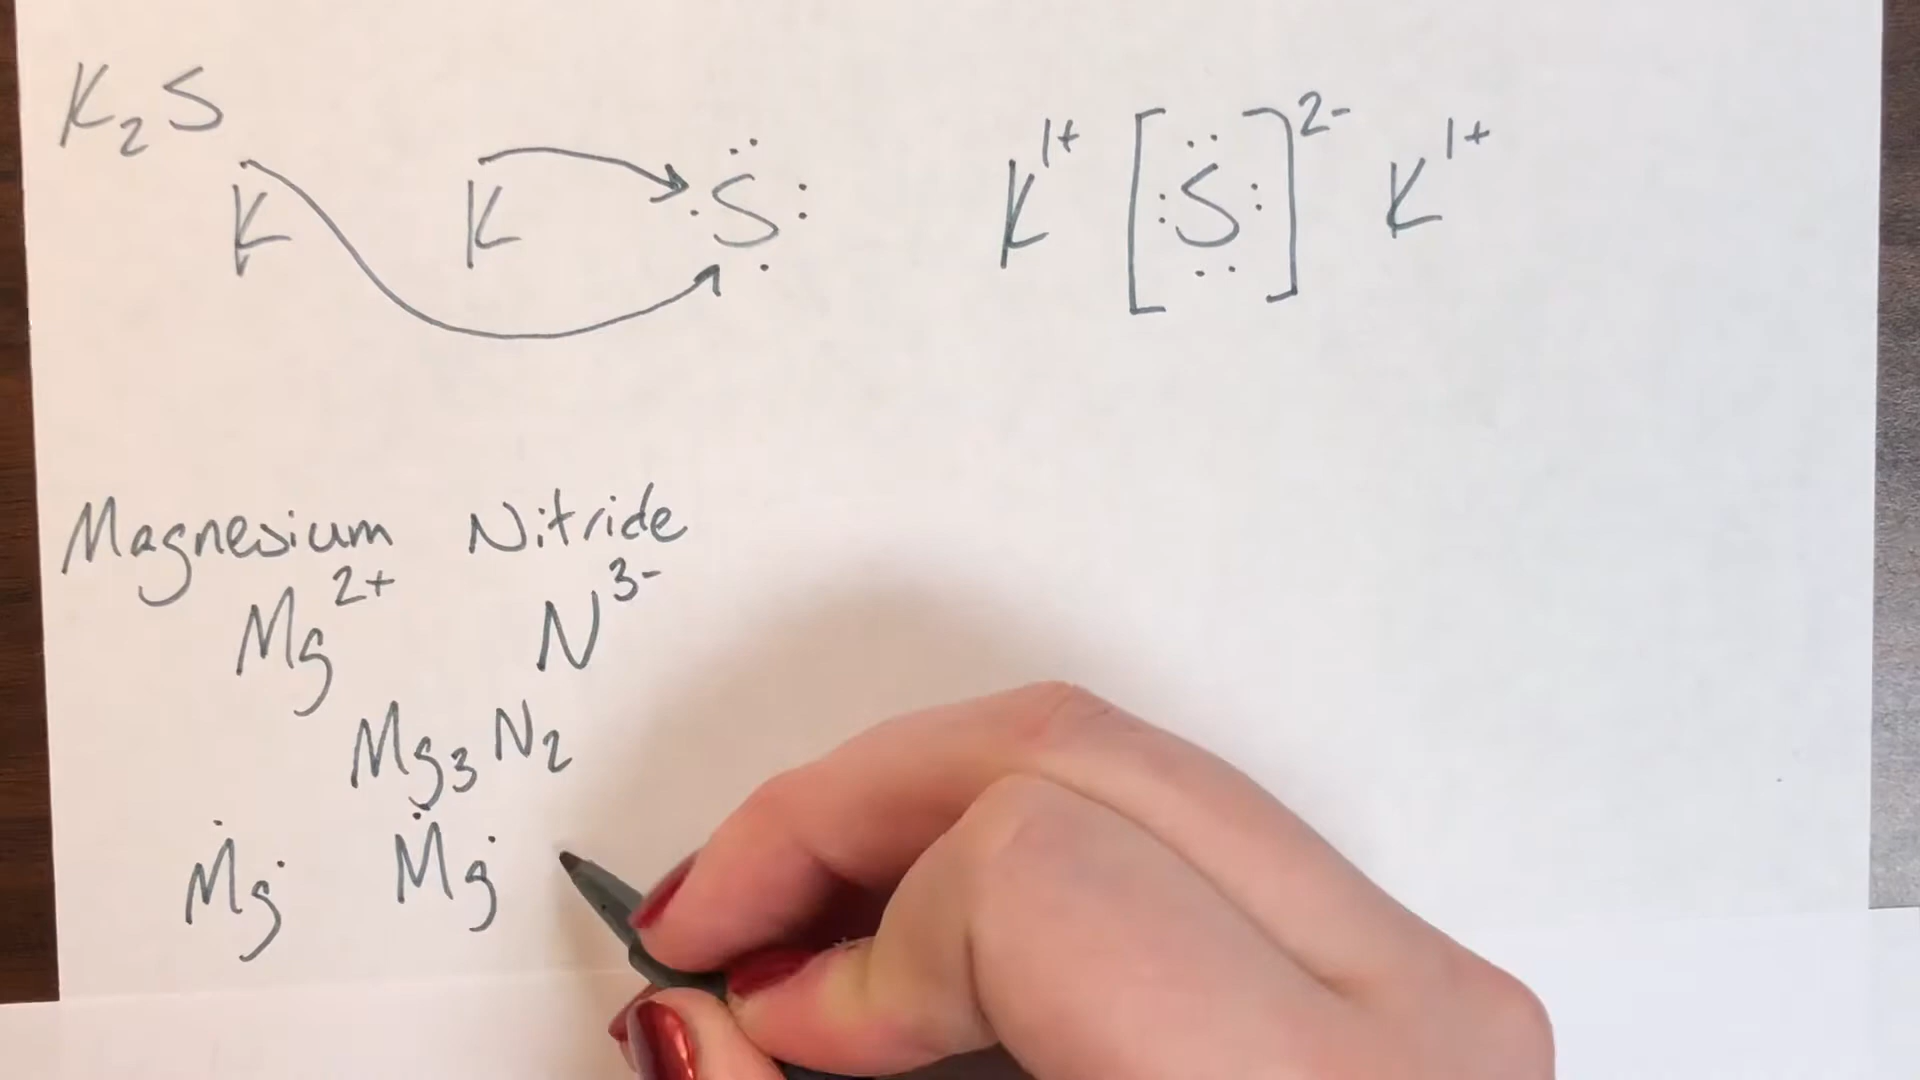 K₂S
K K S K¹⁺ [S]²⁻ K¹⁺
Magnesium Nitride
Mg²⁺ N³⁻
Mg₃N₂
Mg Mg